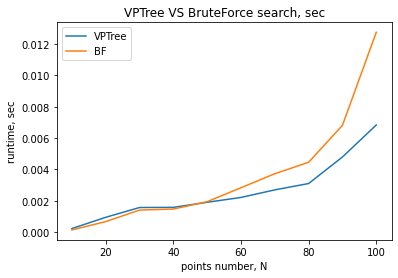 VPTree VS BruteForce search, sec
VPTree
BF
runtime, sec
0.012
0.010
0.008
0.006
0.004
0.002
0.000
20 40 60 80 100
points number, N